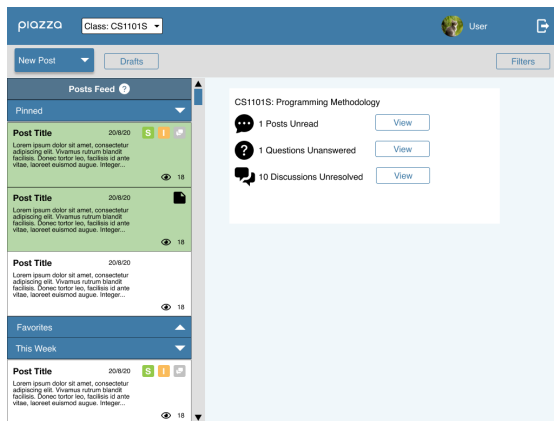 piazza
Class: CS1101S
User
New Post
Drafts
Filters
Posts Feed ?
Pinned
Post Title 20/8/20 S I
Lorem ipsum dolor sit amet, consectetur
adipiscing elit. Vivamus rutrum blandit
facilisis. Donec tortor leo, facilisis id ante
vitae, laoreet euismod augue. Integer...
18
Post Title 20/8/20
Lorem ipsum dolor sit amet, consectetur
adipiscing elit. Vivamus rutrum blandit
facilisis. Donec tortor leo, facilisis id ante
vitae, laoreet euismod augue. Integer...
18
Post Title 20/8/20
Lorem ipsum dolor sit amet, consectetur
adipiscing elit. Vivamus rutrum blandit
facilisis. Donec tortor leo, facilisis id ante
vitae, laoreet euismod augue. Integer...
18
Favorites
This Week
Post Title 20/8/20 S I
Lorem ipsum dolor sit amet, consectetur
adipiscing elit. Vivamus rutrum blandit
facilisis. Donec tortor leo, facilisis id ante
vitae, laoreet euismod augue. Integer...
18
CS1101S: Programming Methodology
1 Posts Unread View
? 1 Questions Unanswered View
10 Discussions Unresolved View